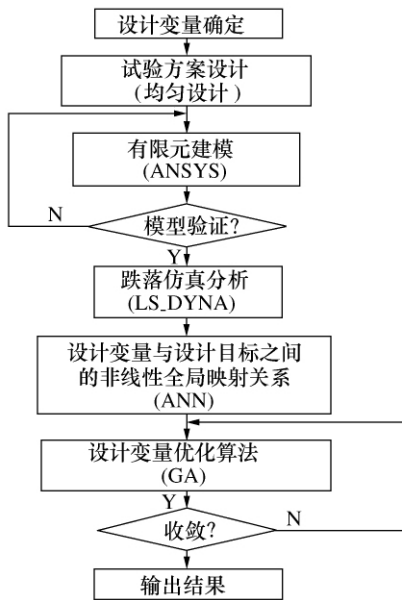 设计变量确定
试验方案设计
(均匀设计)
有限元建模
(ANSYS)
N
模型验证?
Y
跌落仿真分析
(LS_DYNA)
设计变量与设计目标之间
的非线性全局映射关系
(ANN)
设计变量优化算法
(GA)
Y
N
收敛?
输出结果